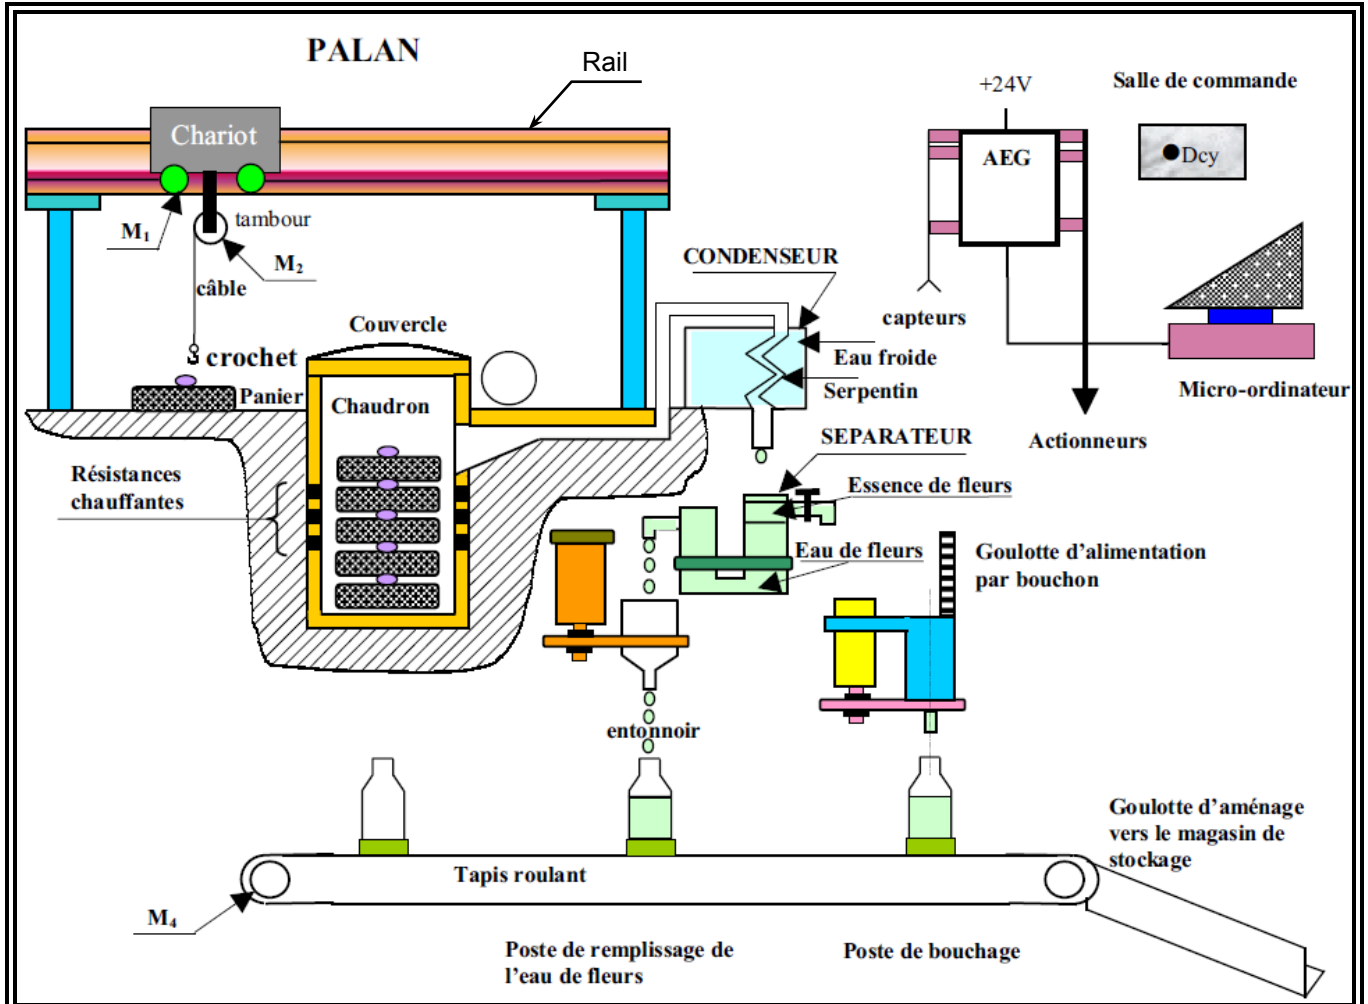 PALAN
Rail
+24V
Salle de commande
Chariot
AEG
Dcy
M1
tambour
M2
câble
CONDENSEUR
capteurs
Couvercle
crochet
Eau froide
Serpentin
Micro-ordinateur
Panier
Chaudron
Actionneurs
SEPARATEUR
Résistances
chauffantes
Essence de fleurs
Eau de fleurs
Goulotte d'alimentation
par bouchon
entonnoir
Goulotte d'aménage
vers le magasin de
stockage
Tapis roulant
M4
Poste de remplissage de
l'eau de fleurs
Poste de bouchage